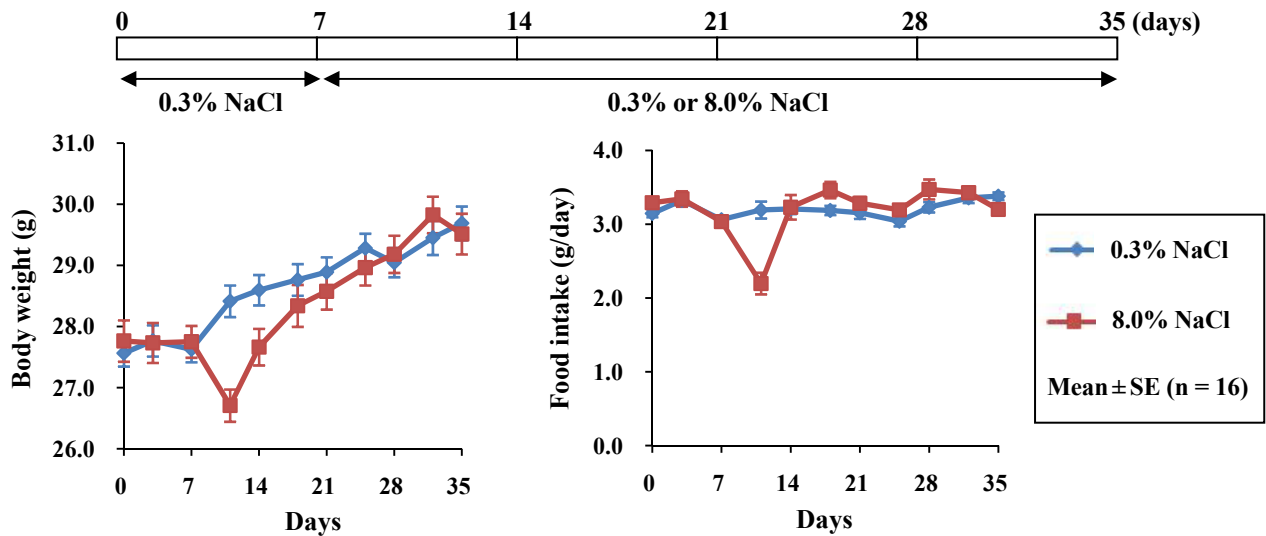 0 7 14 21 28 35 (days)
0.3% NaCl 0.3% or 8.0% NaCl
Body weight (g)
31.0
30.0
29.0
28.0
27.0
26.0
0 7 14 21 28 35
Days
Food intake (g/day)
4.0
3.0
2.0
1.0
0.0
0 7 14 21 28 35
Days
0.3% NaCl
8.0% NaCl
Mean ± SE (n = 16)